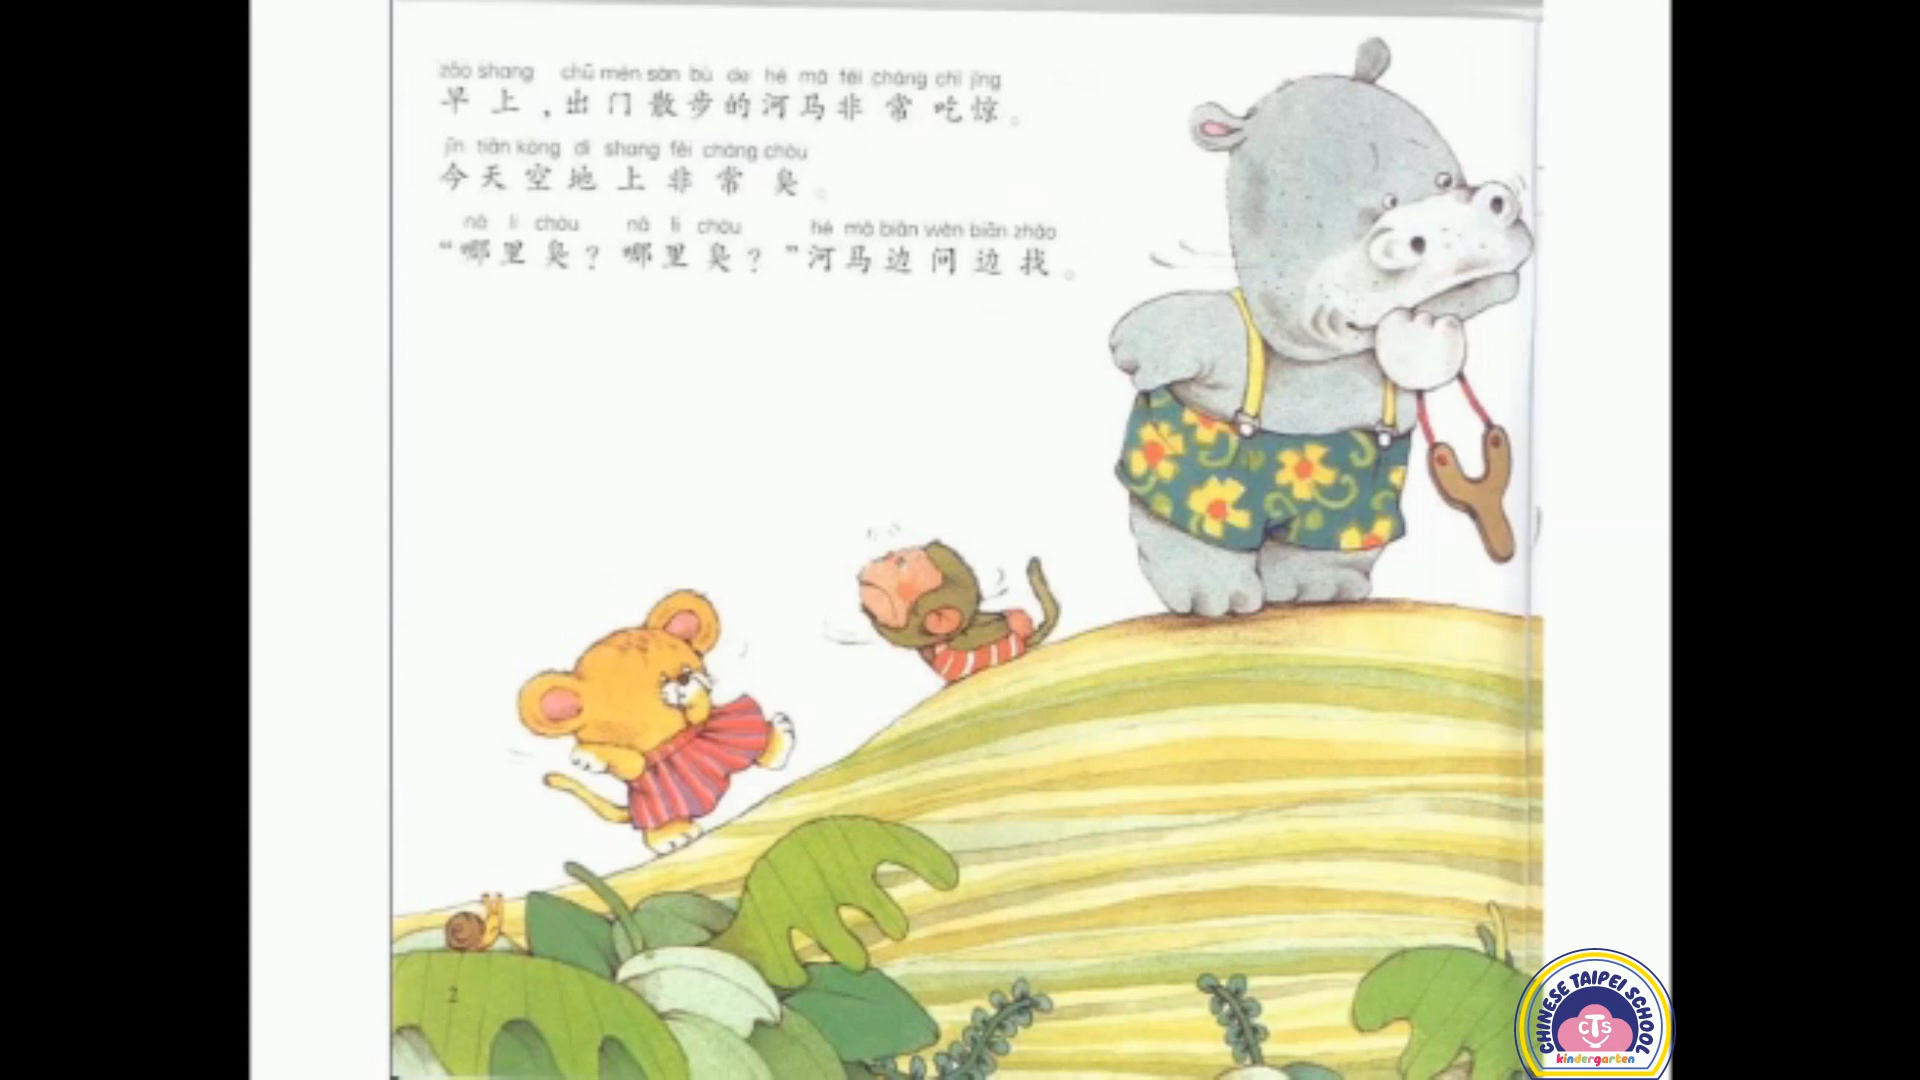 zǎo shang chū mén sàn bù de hé mǎ fēi cháng chī jīng
早上,出门散步的河马非常吃惊。
jīn tiān kōng dì shang fēi cháng chòu
今天空地上非常臭。
nǎ li chòu nǎ li chòu hé mǎ biān wèn biān zhǎo
“哪里臭?哪里臭?”河马边问边找。
2
CHINESE TAIPEI SCHOOL
CTS
kindergarten